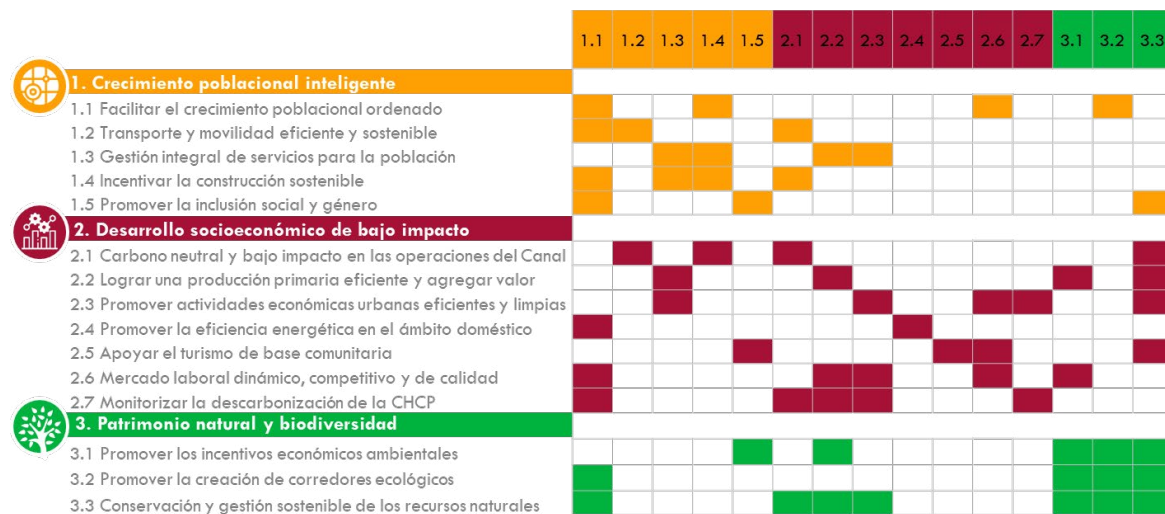 1.1 1.2 1.3 1.4 1.5 2.1 2.2 2.3 2.4 2.5 2.6 2.7 3.1 3.2 3.3
1. Crecimiento poblacional inteligente
1.1 Facilitar el crecimiento poblacional ordenado
1.2 Transporte y movilidad eficiente y sostenible
1.3 Gestión integral de servicios para la población
1.4 Incentivar la construcción sostenible
1.5 Promover la inclusión social y género
2. Desarrollo socioeconómico de bajo impacto
2.1 Carbono neutral y bajo impacto en las operaciones del Canal
2.2 Lograr una producción primaria eficiente y agregar valor
2.3 Promover actividades económicas urbanas eficientes y limpias
2.4 Promover la eficiencia energética en el ámbito doméstico
2.5 Apoyar el turismo de base comunitaria
2.6 Mercado laboral dinámico, competitivo y de calidad
2.7 Monitorizar la descarbonización de la CHCP
3. Patrimonio natural y biodiversidad
3.1 Promover los incentivos económicos ambientales
3.2 Promover la creación de corredores ecológicos
3.3 Conservación y gestión sostenible de los recursos naturales